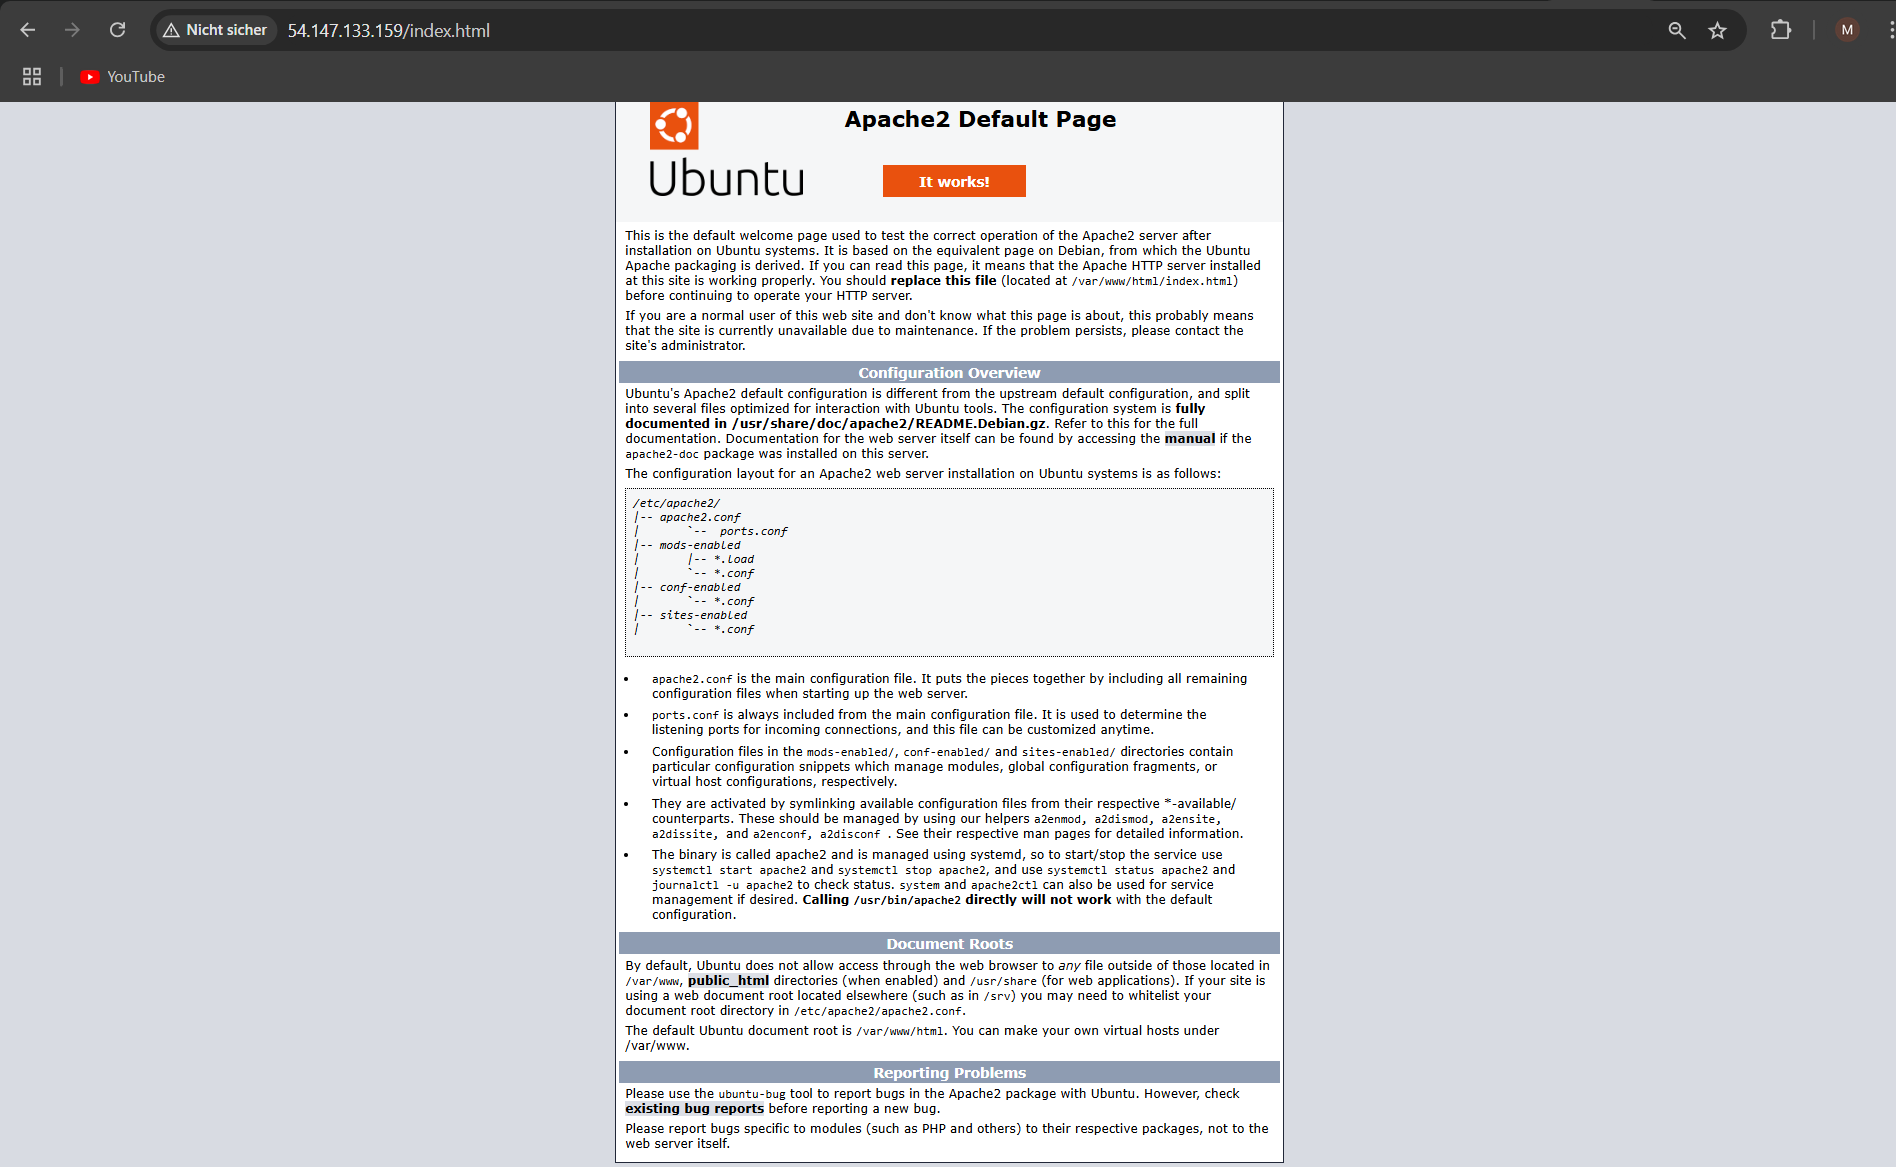 Nicht sicher
54.147.133.159/index.html
M
YouTube
Apache2 Default Page
Ubuntu
It works!
This is the default welcome page used to test the correct operation of the Apache2 server after
installation on Ubuntu systems. It is based on the equivalent page on Debian, from which the Ubuntu
Apache packaging is derived. If you can read this page, it means that the Apache HTTP server installed
at this site is working properly. You should replace this file (located at /var/www/html/index.html)
before continuing to operate your HTTP server.
If you are a normal user of this web site and don't know what this page is about, this probably means
that the site is currently unavailable due to maintenance. If the problem persists, please contact the
site's administrator.
Configuration Overview
Ubuntu's Apache2 default configuration is different from the upstream default configuration, and split
into several files optimized for interaction with Ubuntu tools. The configuration system is fully
documented in /usr/share/doc/apache2/README.Debian.gz. Refer to this for the full
documentation. Documentation for the web server itself can be found by accessing the manual if the
apache2-doc package was installed on this server.
The configuration layout for an Apache2 web server installation on Ubuntu systems is as follows:
/etc/apache2/
|-- apache2.conf
|       `--  ports.conf
|-- mods-enabled
|       |-- *.load
|       `-- *.conf
|-- conf-enabled
|       `-- *.conf
|-- sites-enabled
|       `-- *.conf
• apache2.conf is the main configuration file. It puts the pieces together by including all remaining
configuration files when starting up the web server.
• ports.conf is always included from the main configuration file. It is used to determine the
listening ports for incoming connections, and this file can be customized anytime.
• Configuration files in the mods-enabled/, conf-enabled/ and sites-enabled/ directories contain
particular configuration snippets which manage modules, global configuration fragments, or
virtual host configurations, respectively.
• They are activated by symlinking available configuration files from their respective *-available/
counterparts. These should be managed by using our helpers a2enmod, a2dismod, a2ensite,
a2dissite, and a2enconf, a2disconf . See their respective man pages for detailed information.
• The binary is called apache2 and is managed using systemd, so to start/stop the service use
systemctl start apache2 and systemctl stop apache2, and use systemctl status apache2 and
journalctl -u apache2 to check status. system and apache2ctl can also be used for service
management if desired. Calling /usr/bin/apache2 directly will not work with the default
configuration.
Document Roots
By default, Ubuntu does not allow access through the web browser to any file outside of those located in
/var/www, public_html directories (when enabled) and /usr/share (for web applications). If your site is
using a web document root located elsewhere (such as in /srv) you may need to whitelist your
document root directory in /etc/apache2/apache2.conf.
The default Ubuntu document root is /var/www/html. You can make your own virtual hosts under
/var/www.
Reporting Problems
Please use the ubuntu-bug tool to report bugs in the Apache2 package with Ubuntu. However, check
existing bug reports before reporting a new bug.
Please report bugs specific to modules (such as PHP and others) to their respective packages, not to the
web server itself.